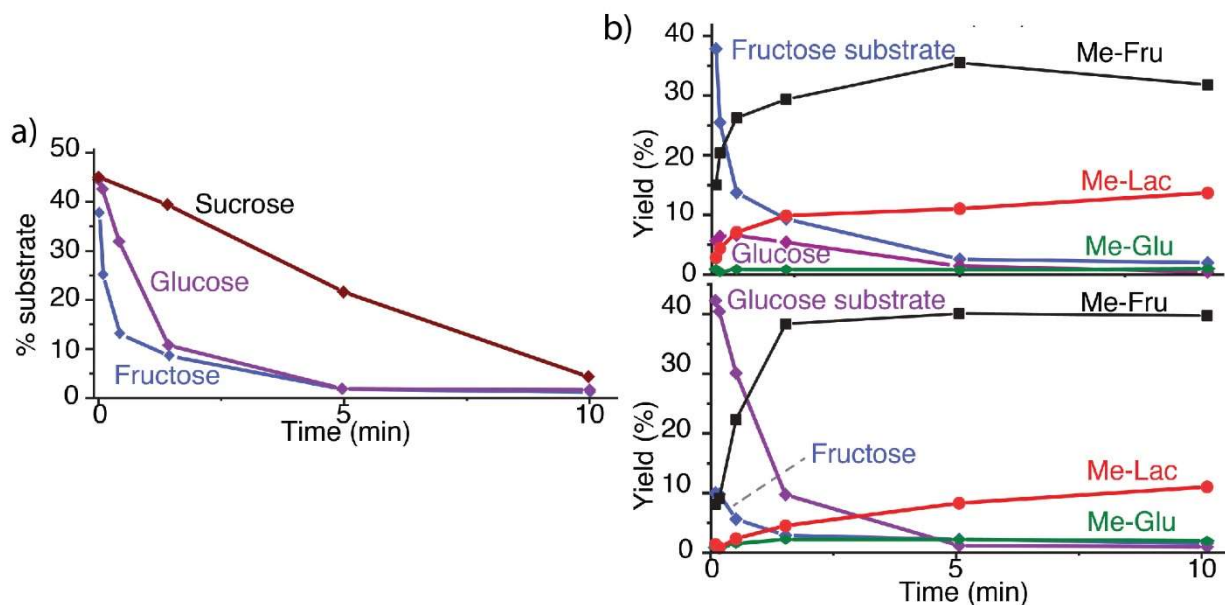 a)
50
40
30
20
10
0
% substrate
Sucrose
Glucose
Fructose
0 5 10
Time (min)
b)
40
30
20
10
0
Yield (%)
Fructose substrate
Me-Fru
Me-Lac
Glucose
Me-Glu
40
30
20
10
0
Yield (%)
Glucose substrate
Me-Fru
Fructose
Me-Lac
Me-Glu
0 5 10
Time (min)